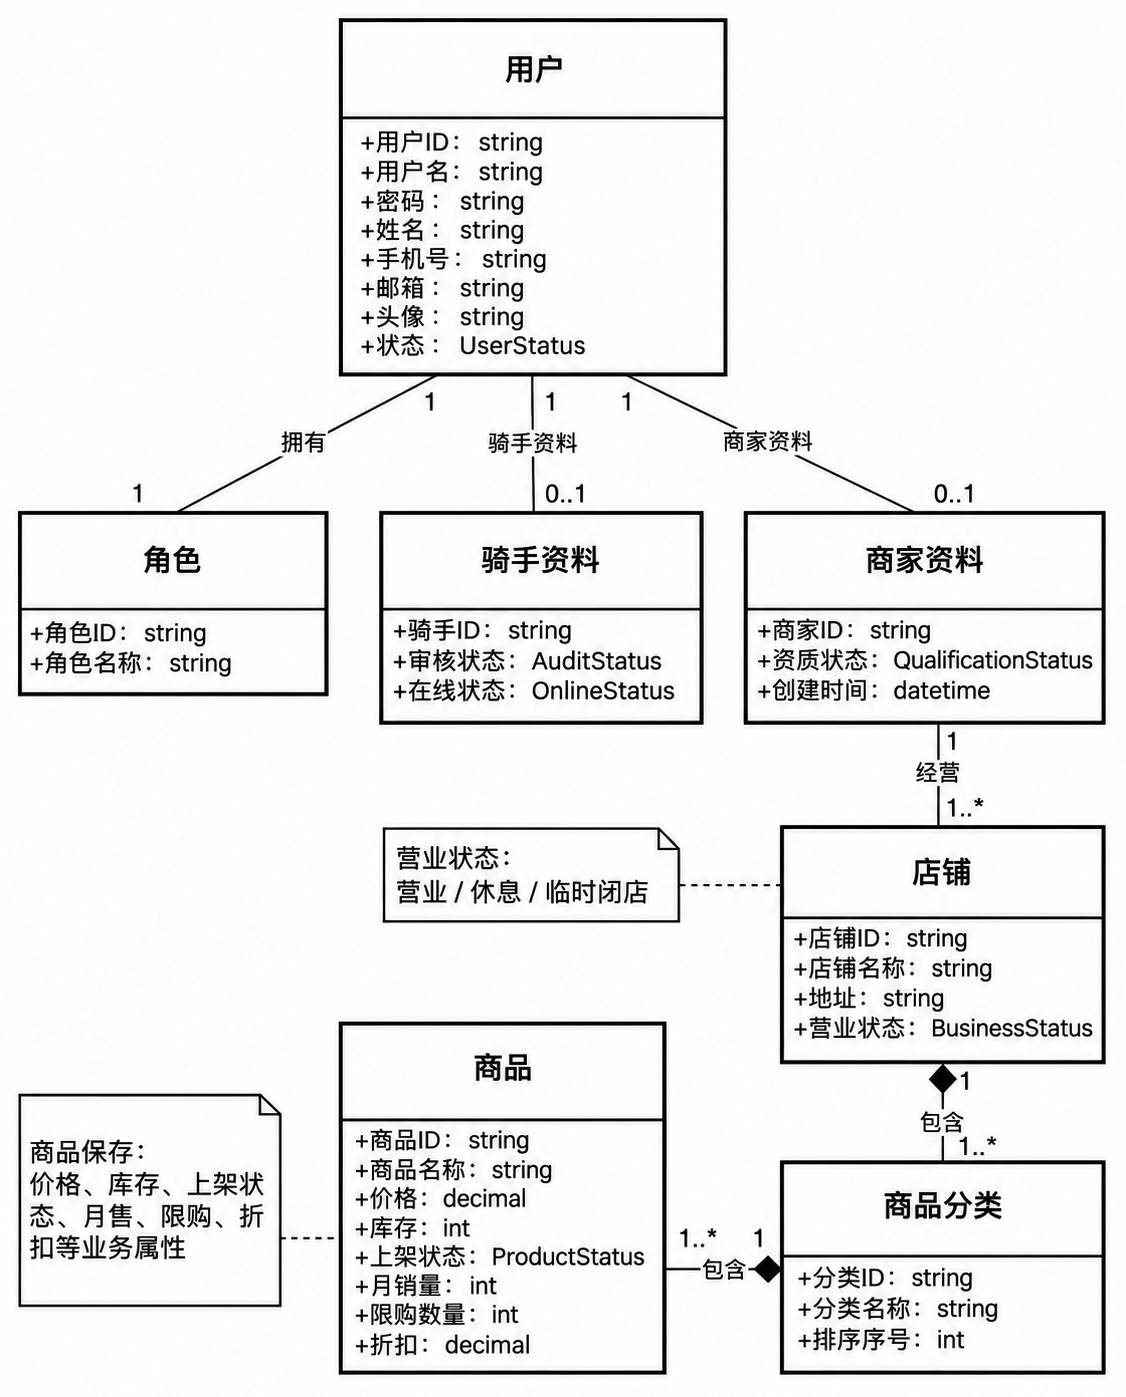 用户
+用户ID： string
+用户名： string
+密码： string
+姓名： string
+手机号： string
+邮箱： string
+头像： string
+状态： UserStatus
1
1
1
拥有
骑手资料
商家资料
1
0..1
0..1
角色
+角色ID： string
+角色名称： string
骑手资料
+骑手ID： string
+审核状态： AuditStatus
+在线状态： OnlineStatus
商家资料
+商家ID： string
+资质状态： QualificationStatus
+创建时间： datetime
1
经营
1..*
营业状态：
营业 / 休息 / 临时闭店
店铺
+店铺ID： string
+店铺名称： string
+地址： string
+营业状态： BusinessStatus
1
包含
1..*
商品保存：
价格、库存、上架状
态、月售、限购、折
扣等业务属性
商品
+商品ID： string
+商品名称： string
+价格： decimal
+库存： int
+上架状态： ProductStatus
+月销量： int
+限购数量： int
+折扣： decimal
1..*
1
包含
商品分类
+分类ID： string
+分类名称： string
+排序序号： int